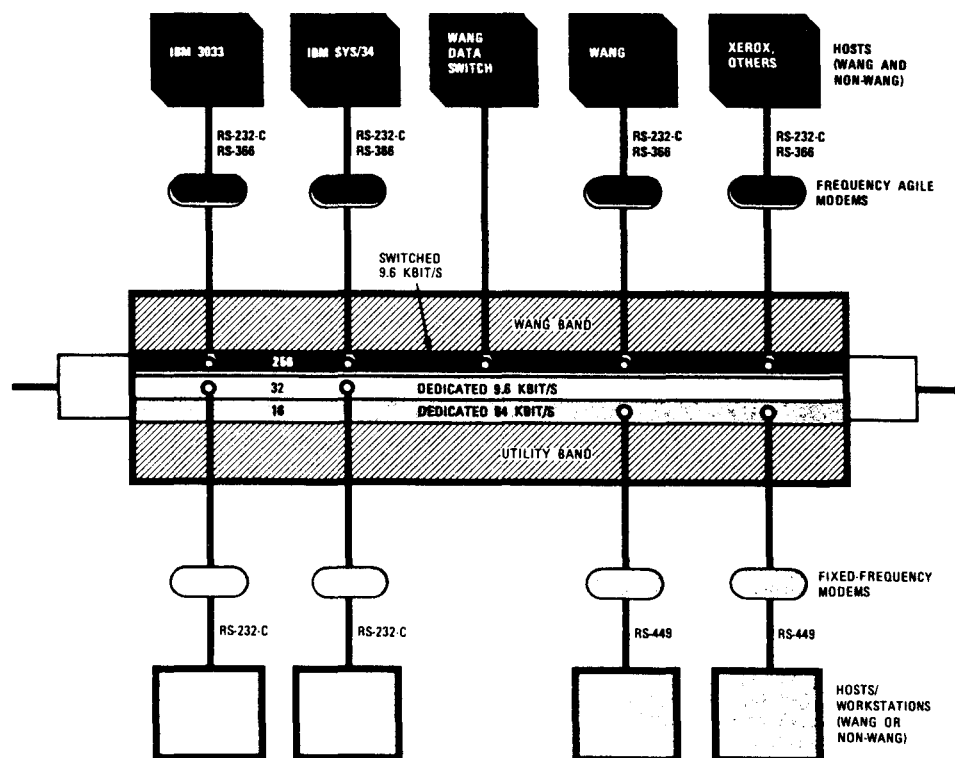 IBM 3033
IBM SYS/34
WANG
DATA
SWITCH
WANG
XEROX,
OTHERS
HOSTS
(WANG AND
NON-WANG)
RS-232-C
RS-366
RS-232-C
RS-366
RS-232-C
RS-366
RS-232-C
RS-366
FREQUENCY AGILE
MODEMS
SWITCHED
9.6 KBIT/S
WANG BAND
256
32
DEDICATED 9.6 KBIT/S
16
DEDICATED 64 KBIT/S
UTILITY BAND
FIXED-FREQUENCY
MODEMS
RS-232-C
RS-232-C
RS-449
RS-449
HOSTS/
WORKSTATIONS
(WANG OR
NON-WANG)